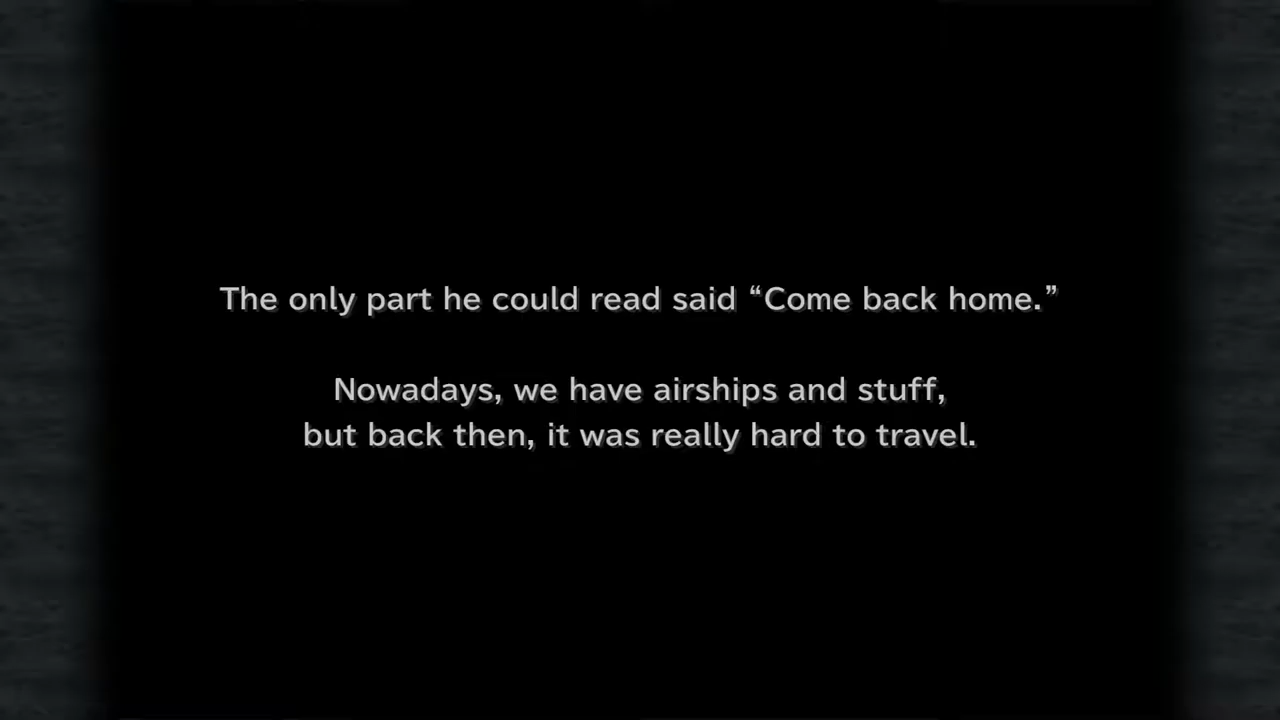 The only part he could read said “Come back home.”
Nowadays, we have airships and stuff,
but back then, it was really hard to travel.